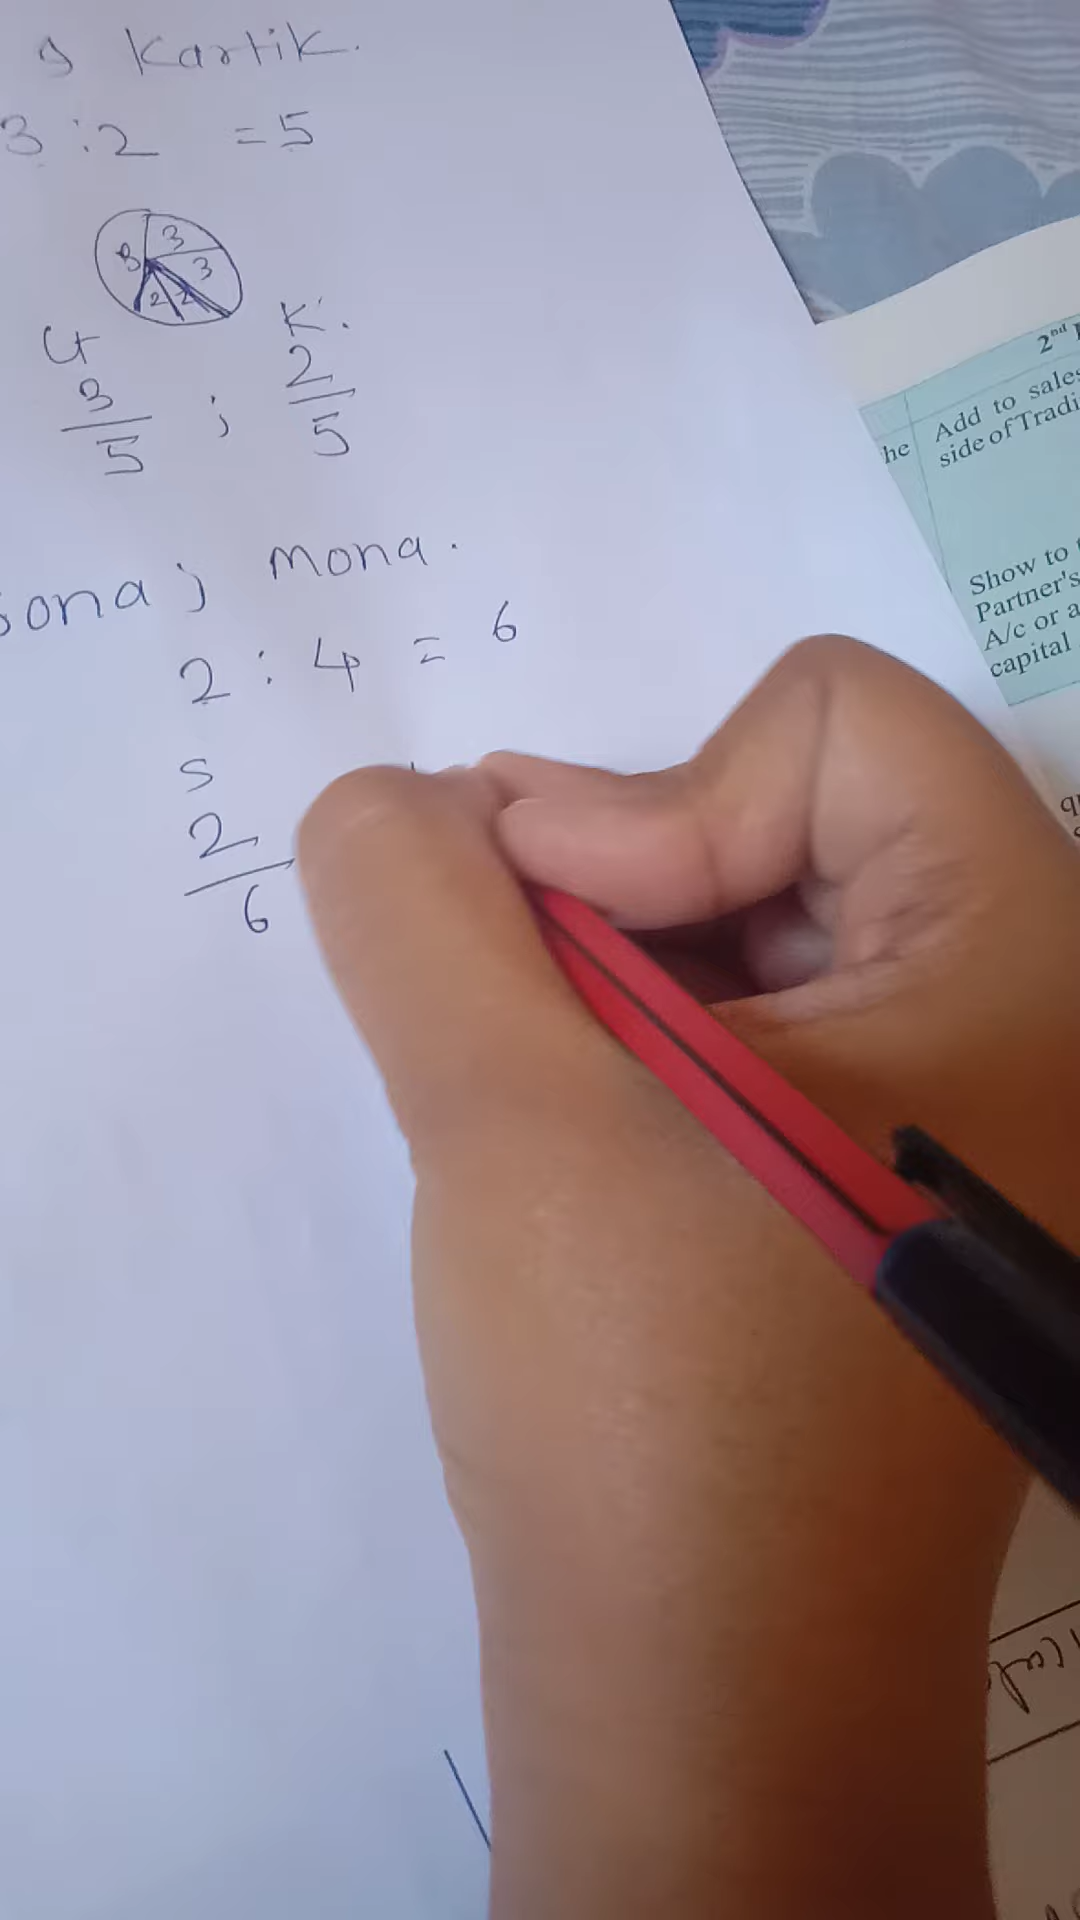 , Kartik.
3 : 2 = 5
3 3
3
2 2
G K.
3/5 ; 2/5
Sona ; Mona.
2 : 4 = 6
S
2/6
2nd
Add to sales
side of Tradi
he
Show to
Partner's
A/c or a
capital